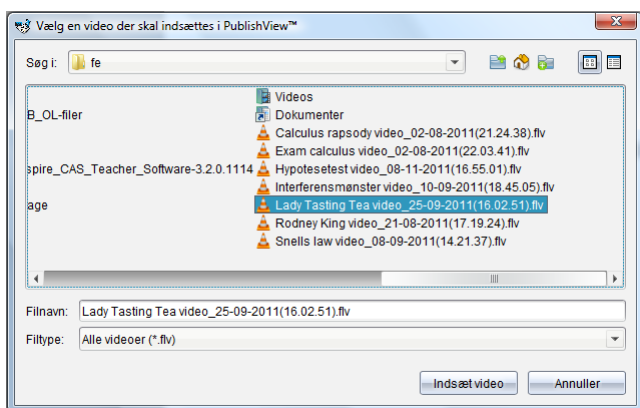 Vælg en video der skal indsættes i PublishView™
Søg i: fe
Videos
B_OL-filer Dokumenter
Calculus rapsody video_02-08-2011(21.24.38).flv
Exam calculus video_02-08-2011(22.03.41).flv
spire_CAS_Teacher_Software-3.2.0.1114 Hypotesetest video_08-11-2011(16.55.01).flv
Interferensmønster video_10-09-2011(18.45.05).flv
age Lady Tasting Tea video_25-09-2011(16.02.51).flv
Rodney King video_21-08-2011(17.19.24).flv
Snells law video_08-09-2011(14.21.37).flv
Filnavn: Lady Tasting Tea video_25-09-2011(16.02.51).flv
Filtype: Alle videoer (*.flv)
Indsæt video Annuller